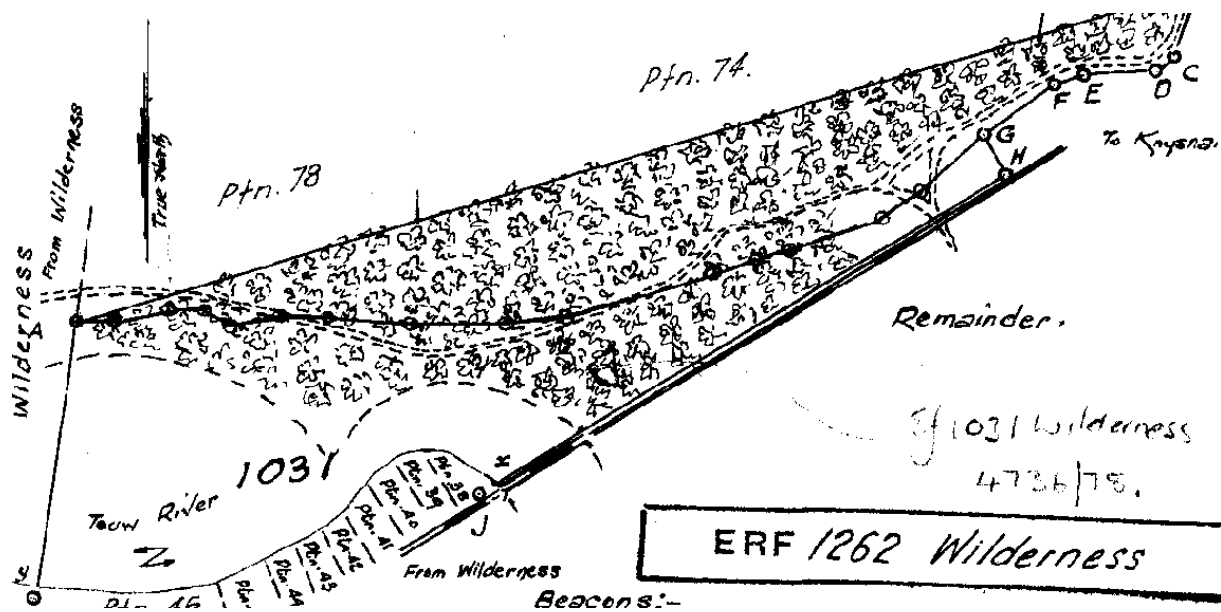 Ptn. 74.
Ptn. 78
From Wilderness
Wilderness
True North
A
C
D
E
F
G
H
To Knysna.
Remainder.
Erf 1031 Wilderness
4736/78.
1031
Touw River
Ptn. 38
Ptn. 39
Ptn. 40
Ptn. 41
Ptn. 42
Ptn. 43
Ptn. 44
Ptn. 45
K
J
From Wilderness
ERF 1262 Wilderness
Beacons:-